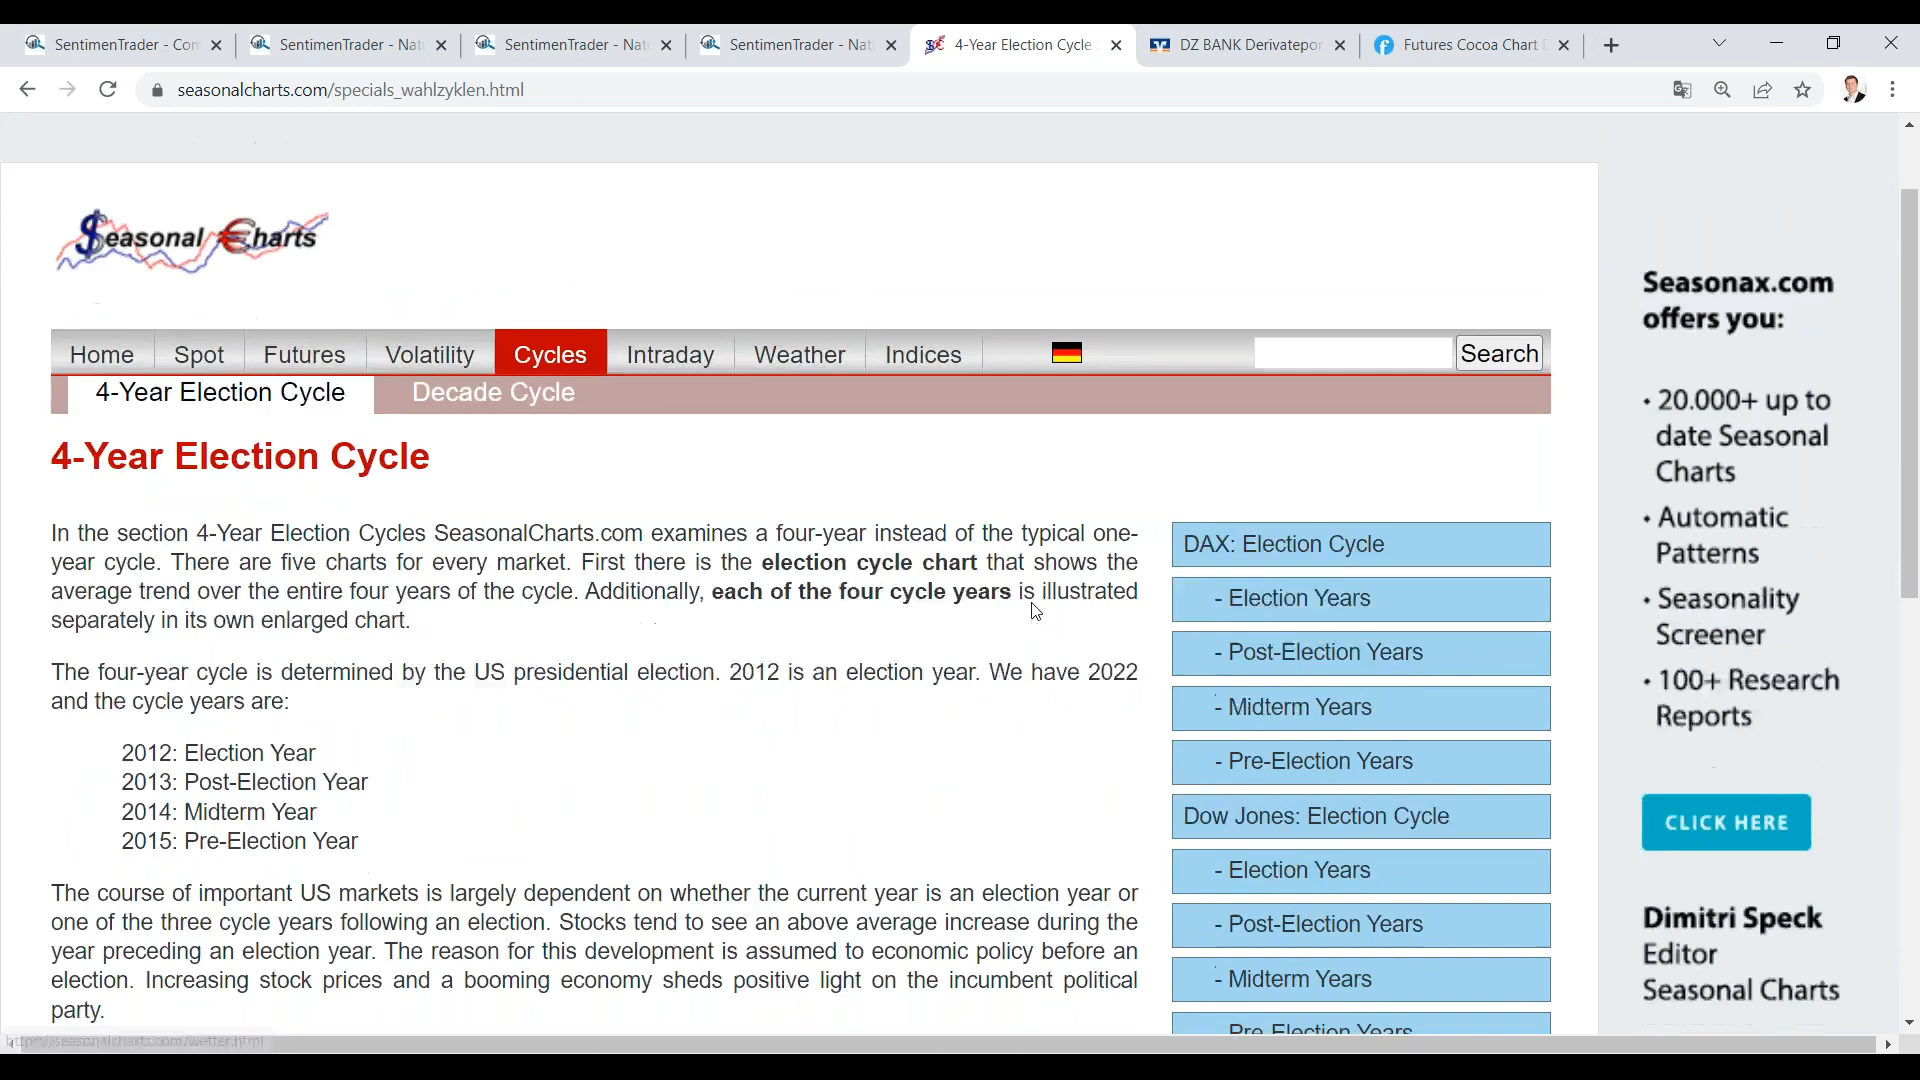 SentimenTrader - Con
SentimenTrader - Nat
SentimenTrader - Nat
SentimenTrader - Nat
4-Year Election Cycle
DZ BANK Derivatepor
Futures Cocoa Chart D
seasonalcharts.com/specials_wahlzyklen.html
$easonal €harts
Home
Spot
Futures
Volatility
Cycles
Intraday
Weather
Indices
Search
4-Year Election Cycle
Decade Cycle
4-Year Election Cycle
In the section 4-Year Election Cycles SeasonalCharts.com examines a four-year instead of the typical one-
year cycle. There are five charts for every market. First there is the election cycle chart that shows the
average trend over the entire four years of the cycle. Additionally, each of the four cycle years is illustrated
separately in its own enlarged chart.
The four-year cycle is determined by the US presidential election. 2012 is an election year. We have 2022
and the cycle years are:
2012: Election Year
2013: Post-Election Year
2014: Midterm Year
2015: Pre-Election Year
The course of important US markets is largely dependent on whether the current year is an election year or
one of the three cycle years following an election. Stocks tend to see an above average increase during the
year preceding an election year. The reason for this development is assumed to economic policy before an
election. Increasing stock prices and a booming economy sheds positive light on the incumbent political
party.
DAX: Election Cycle
- Election Years
- Post-Election Years
- Midterm Years
- Pre-Election Years
Dow Jones: Election Cycle
- Election Years
- Post-Election Years
- Midterm Years
Pre-Election Years
Seasonax.com
offers you:
• 20.000+ up to
date Seasonal
Charts
• Automatic
Patterns
• Seasonality
Screener
• 100+ Research
Reports
CLICK HERE
Dimitri Speck
Editor
Seasonal Charts
https://seasonalcharts.com/wetter.html